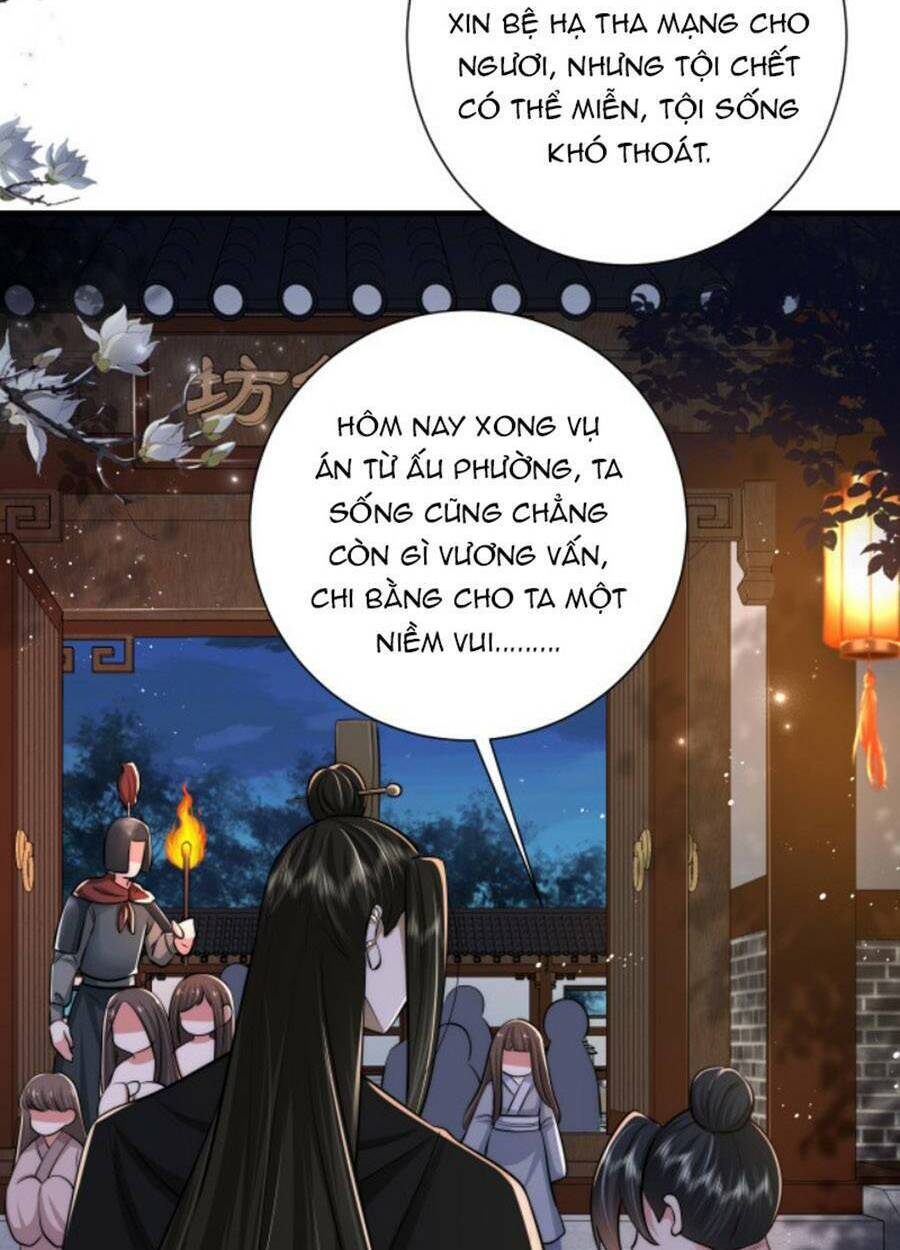 XIN BỆ HẠ THA MẠNG CHO
NGƯƠI, NHƯNG TỘI CHẾT
CÓ THỂ MIỄN, TỘI SỐNG
KHÓ THOÁT.
坊
HÔM NAY XONG VỤ
ÁN TỪ ẤU PHƯỜNG, TA
SỐNG CŨNG CHẲNG
CÒN GÌ VƯƠNG VẤN,
CHI BẰNG CHO TA MỘT
NIỀM VUI.........